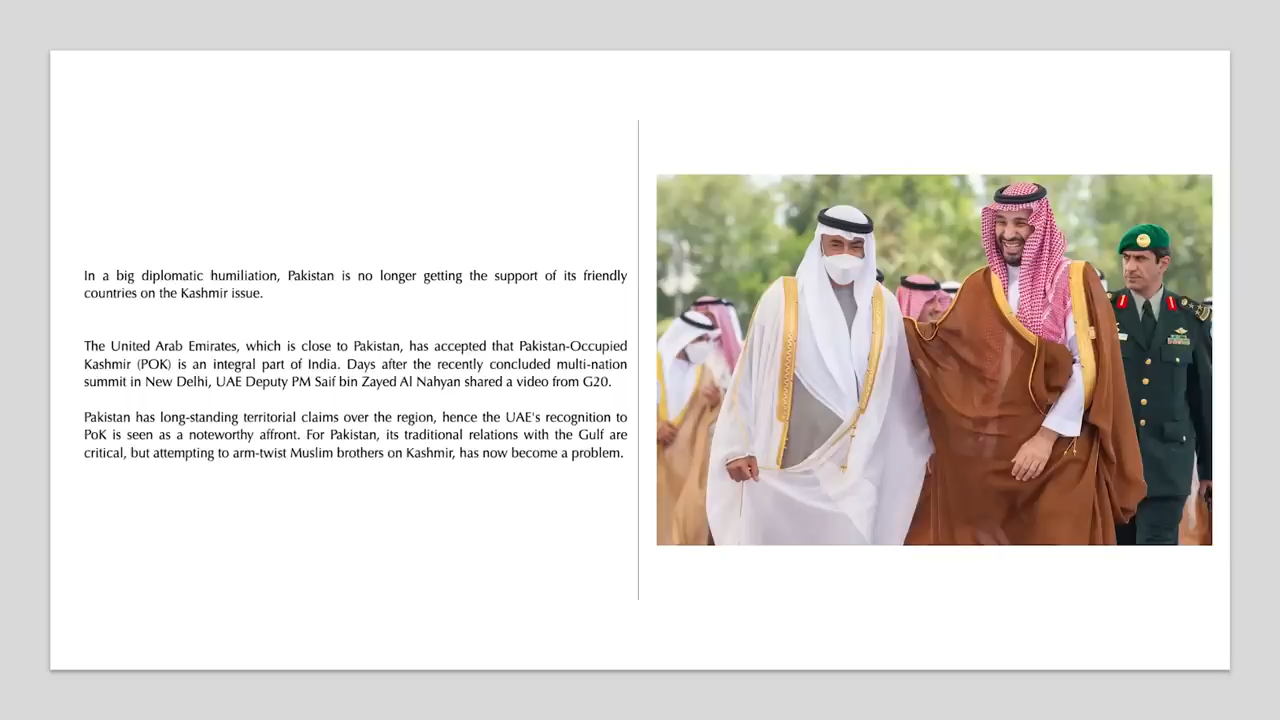 In a big diplomatic humiliation, Pakistan is no longer getting the support of its friendly
countries on the Kashmir issue.
The United Arab Emirates, which is close to Pakistan, has accepted that Pakistan-Occupied
Kashmir (POK) is an integral part of India. Days after the recently concluded multi-nation
summit in New Delhi, UAE Deputy PM Saif bin Zayed Al Nahyan shared a video from G20.
Pakistan has long-standing territorial claims over the region, hence the UAE's recognition to
PoK is seen as a noteworthy affront. For Pakistan, its traditional relations with the Gulf are
critical, but attempting to arm-twist Muslim brothers on Kashmir, has now become a problem.